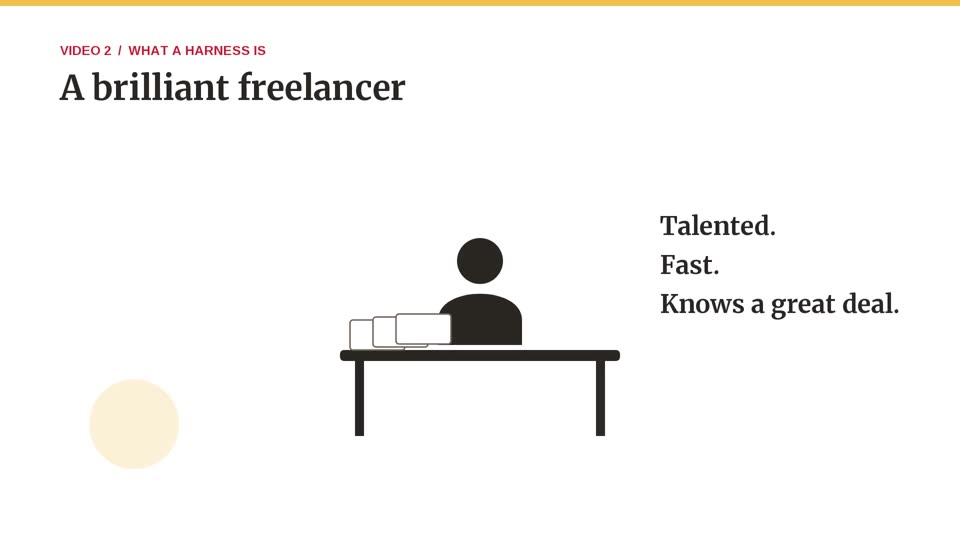 VIDEO 2 / WHAT A HARNESS IS
A brilliant freelancer
Talented.
Fast.
Knows a great deal.